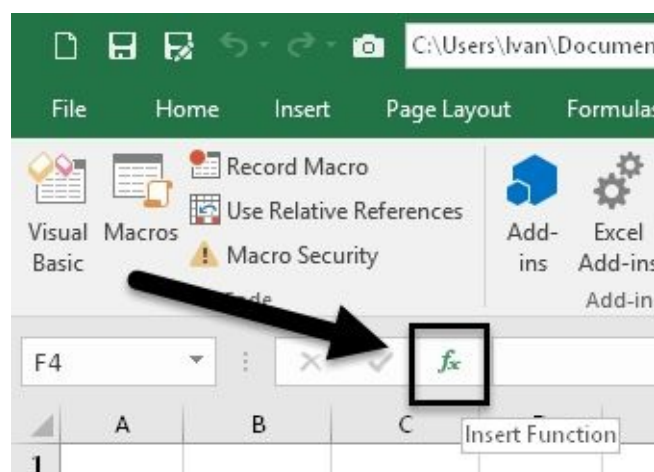 C:\Users\Ivan\Documen
File Home Insert Page Layout Formulas
Record Macro
Use Relative References
Macro Security
Visual Basic
Macros
Add-ins
Excel Add-ins
Add-in
F4
fx
A B C
Insert Function
1